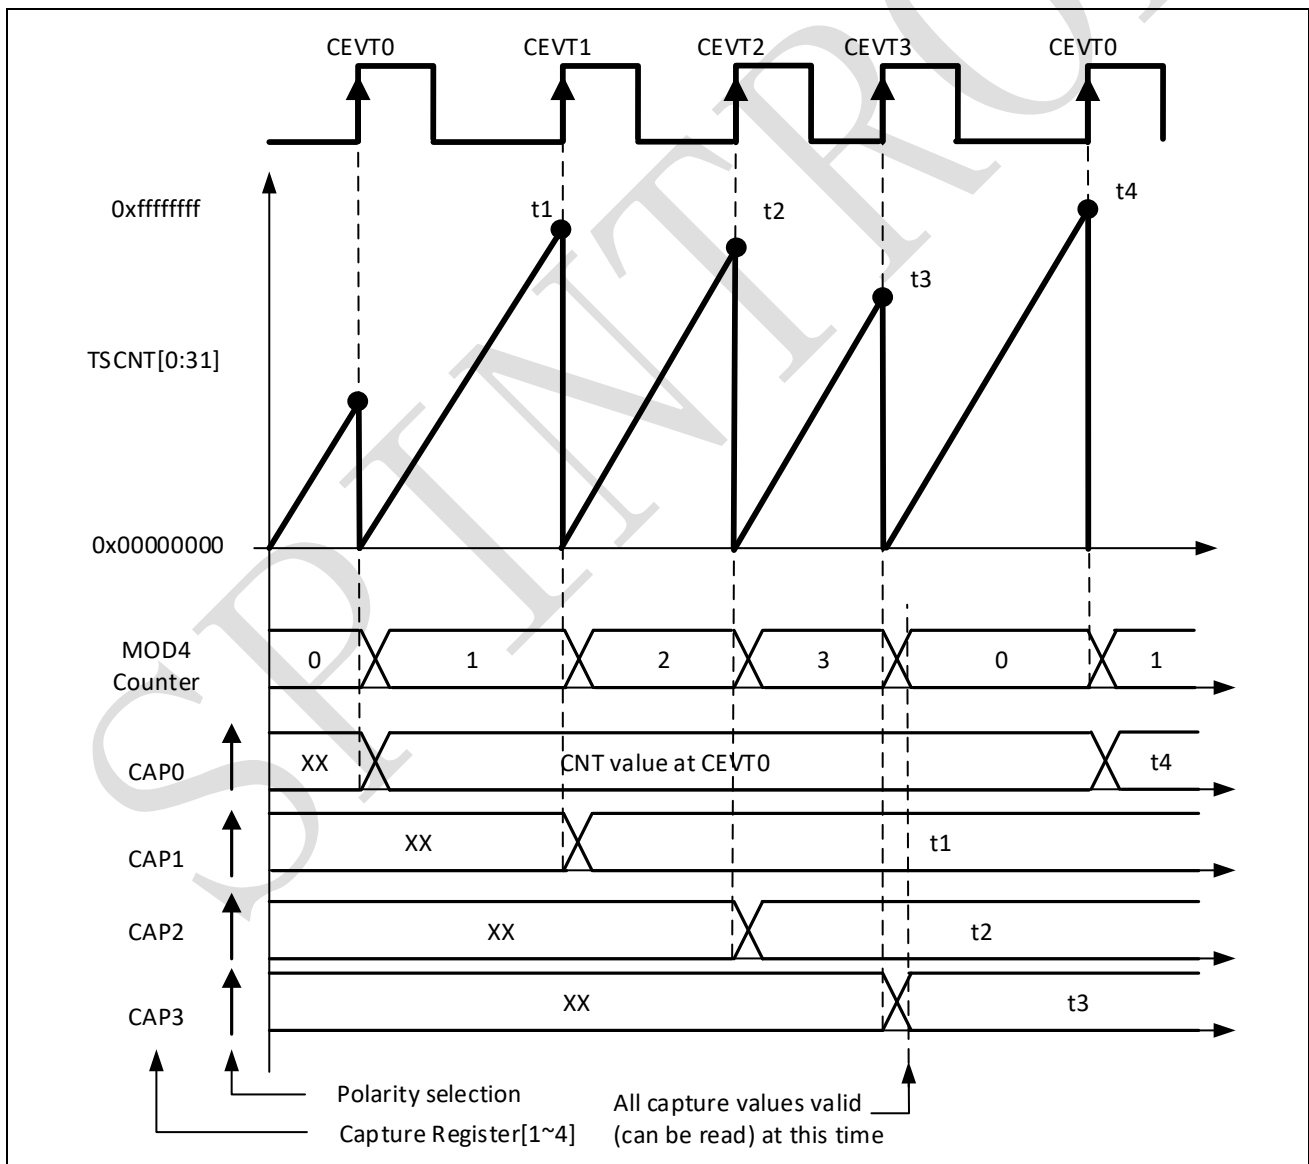 CEVT0 CEVT1 CEVT2 CEVT3 CEVT0
0xffffffff
t1
t2
t3
t4
TSCNT[0:31]
0x00000000
MOD4
Counter
0 1 2 3 0 1
CAP0
XX CNT value at CEVT0 t4
CAP1
XX t1
CAP2
XX t2
CAP3
XX t3
Polarity selection
Capture Register[1~4]
All capture values valid
(can be read) at this time
SPINTRO